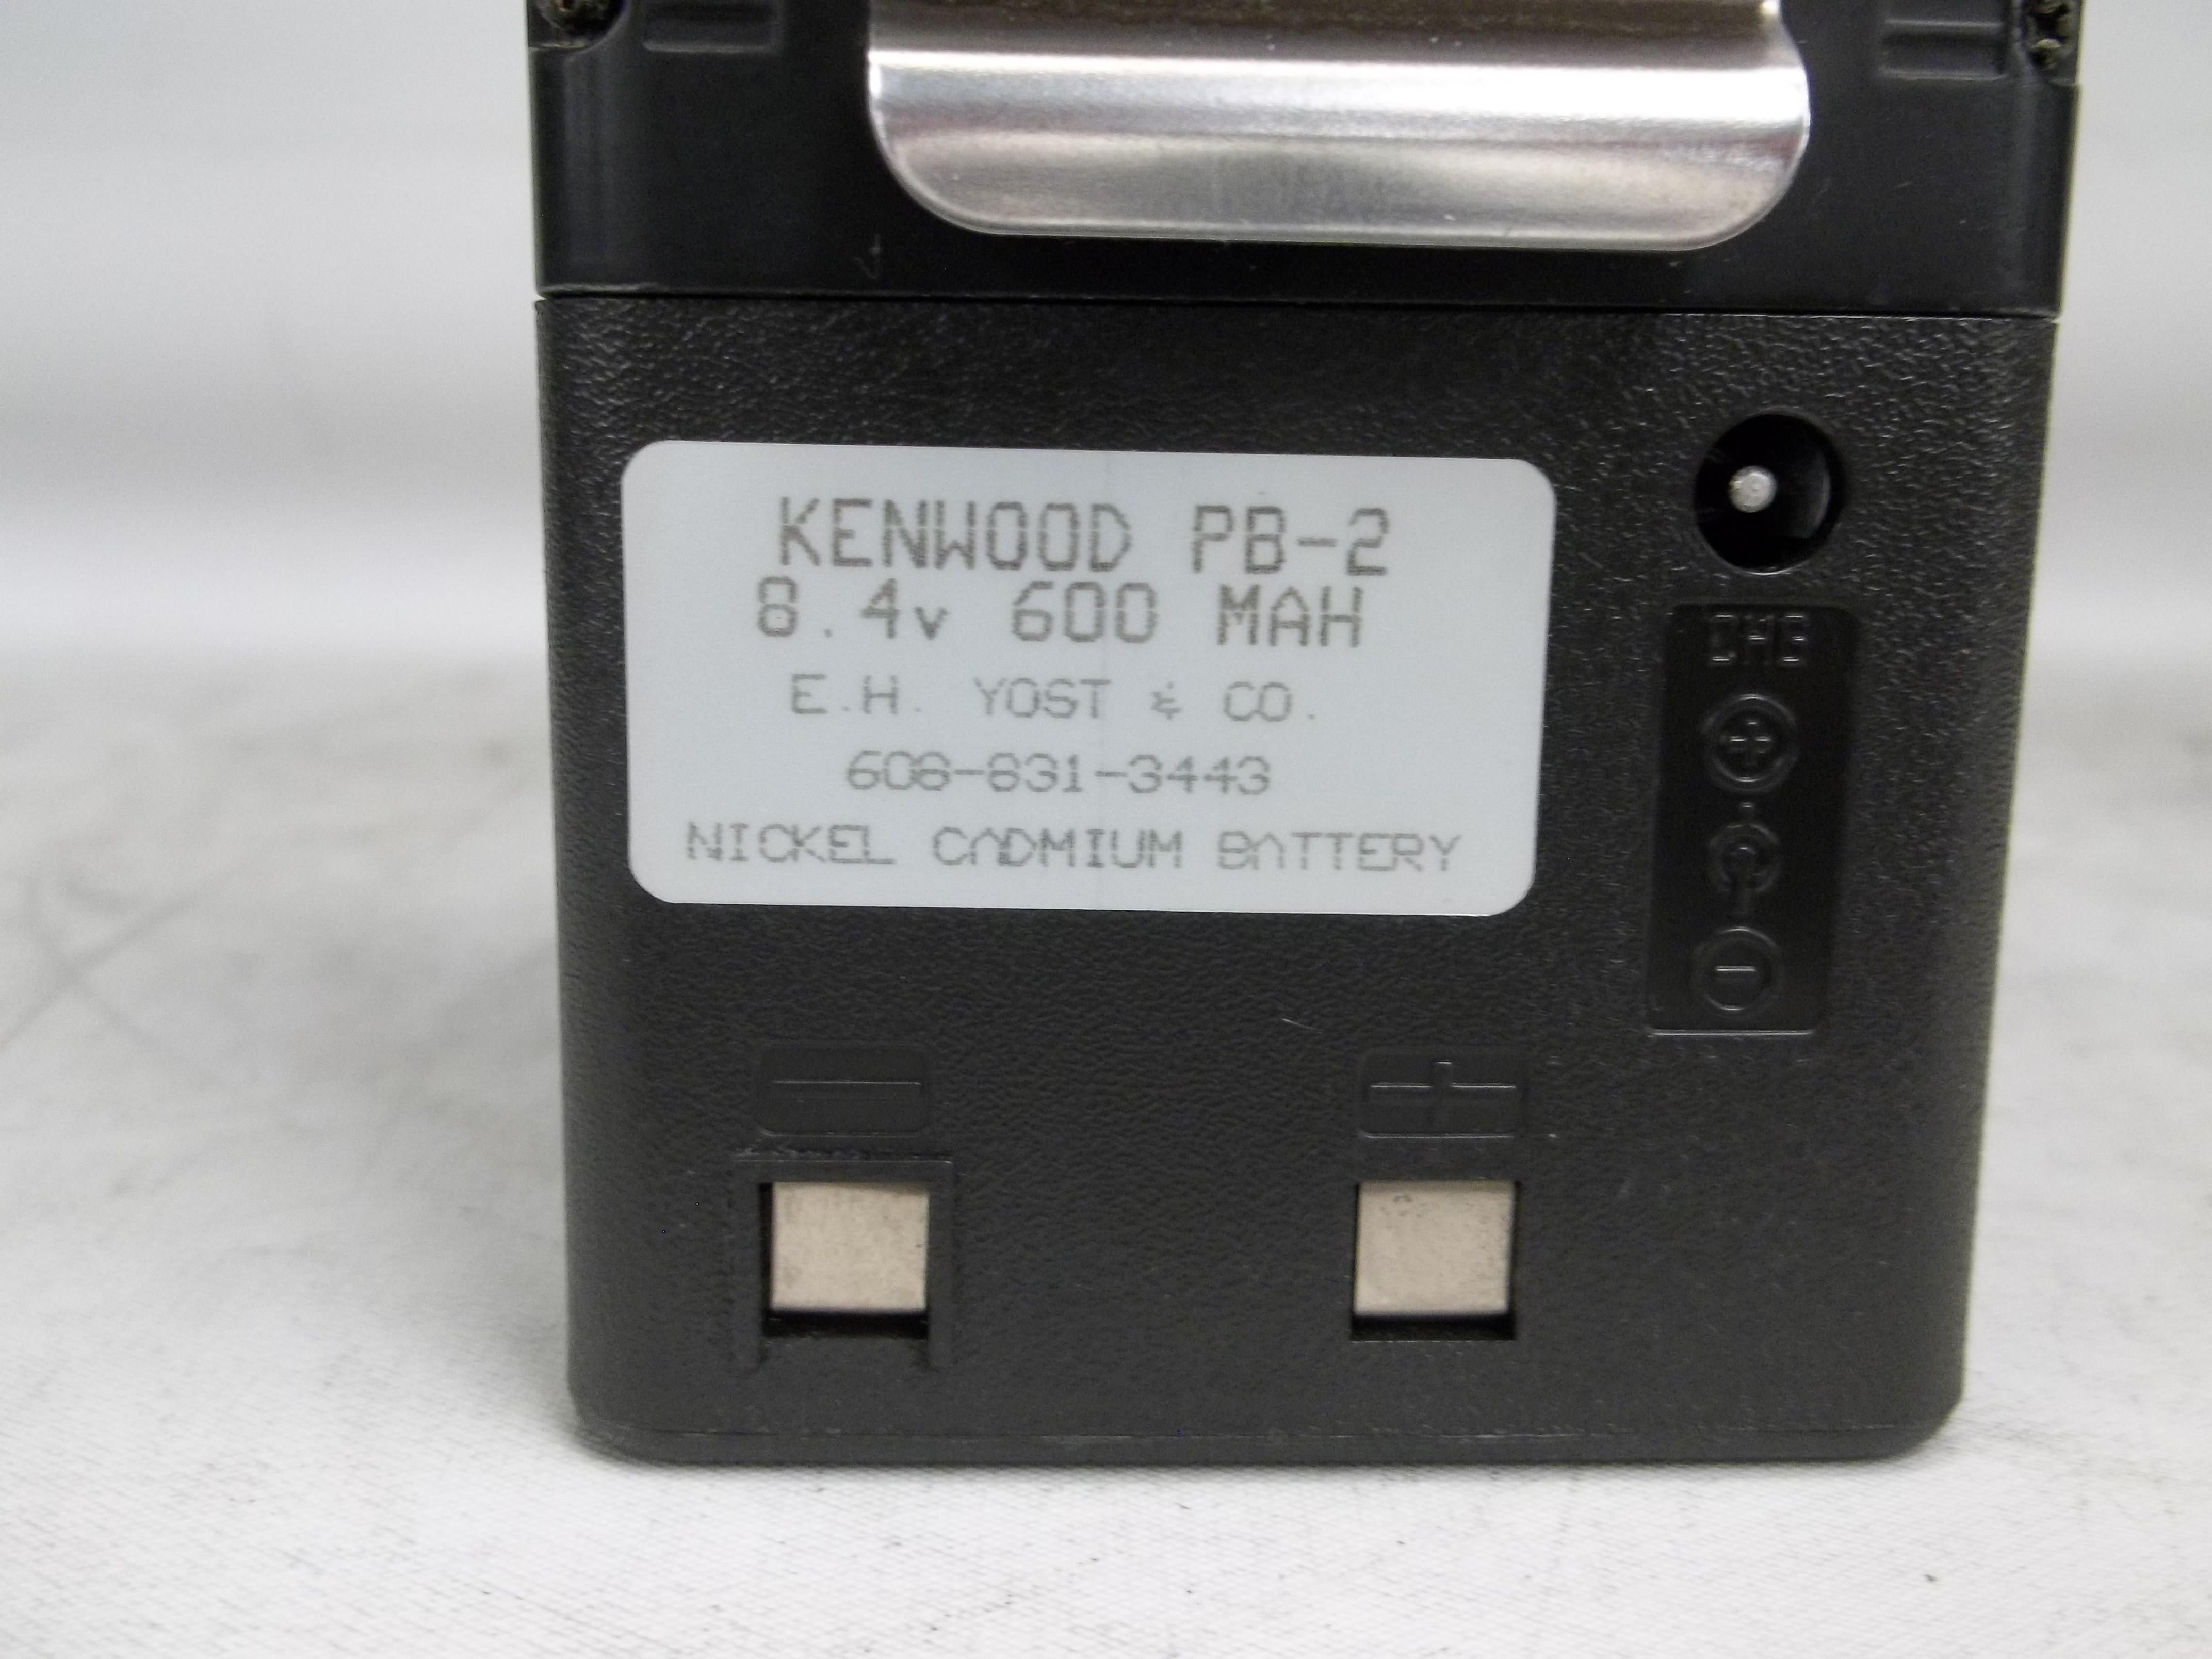 KENWOOD PB-2
8.4v 600 MAH
E.H. YOST & CO.
608-831-3443
NICKEL CADMIUM BATTERY
CHG
+
C
-
- +